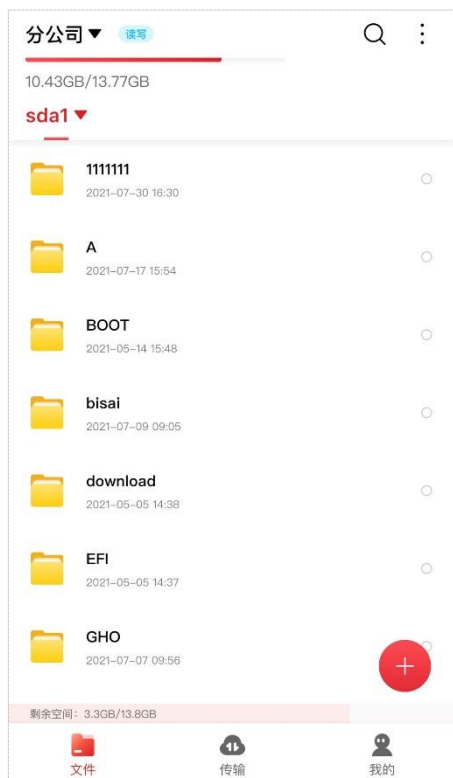 分公司▼ 读写
10.43GB/13.77GB
sda1▼
1111111
2021-07-30 16:30
A
2021-07-17 15:54
BOOT
2021-05-14 15:48
bisai
2021-07-09 09:05
download
2021-05-05 14:38
EFI
2021-05-05 14:37
GHO
2021-07-07 09:56
剩余空间：3.3GB/13.8GB
文件 传输 我的